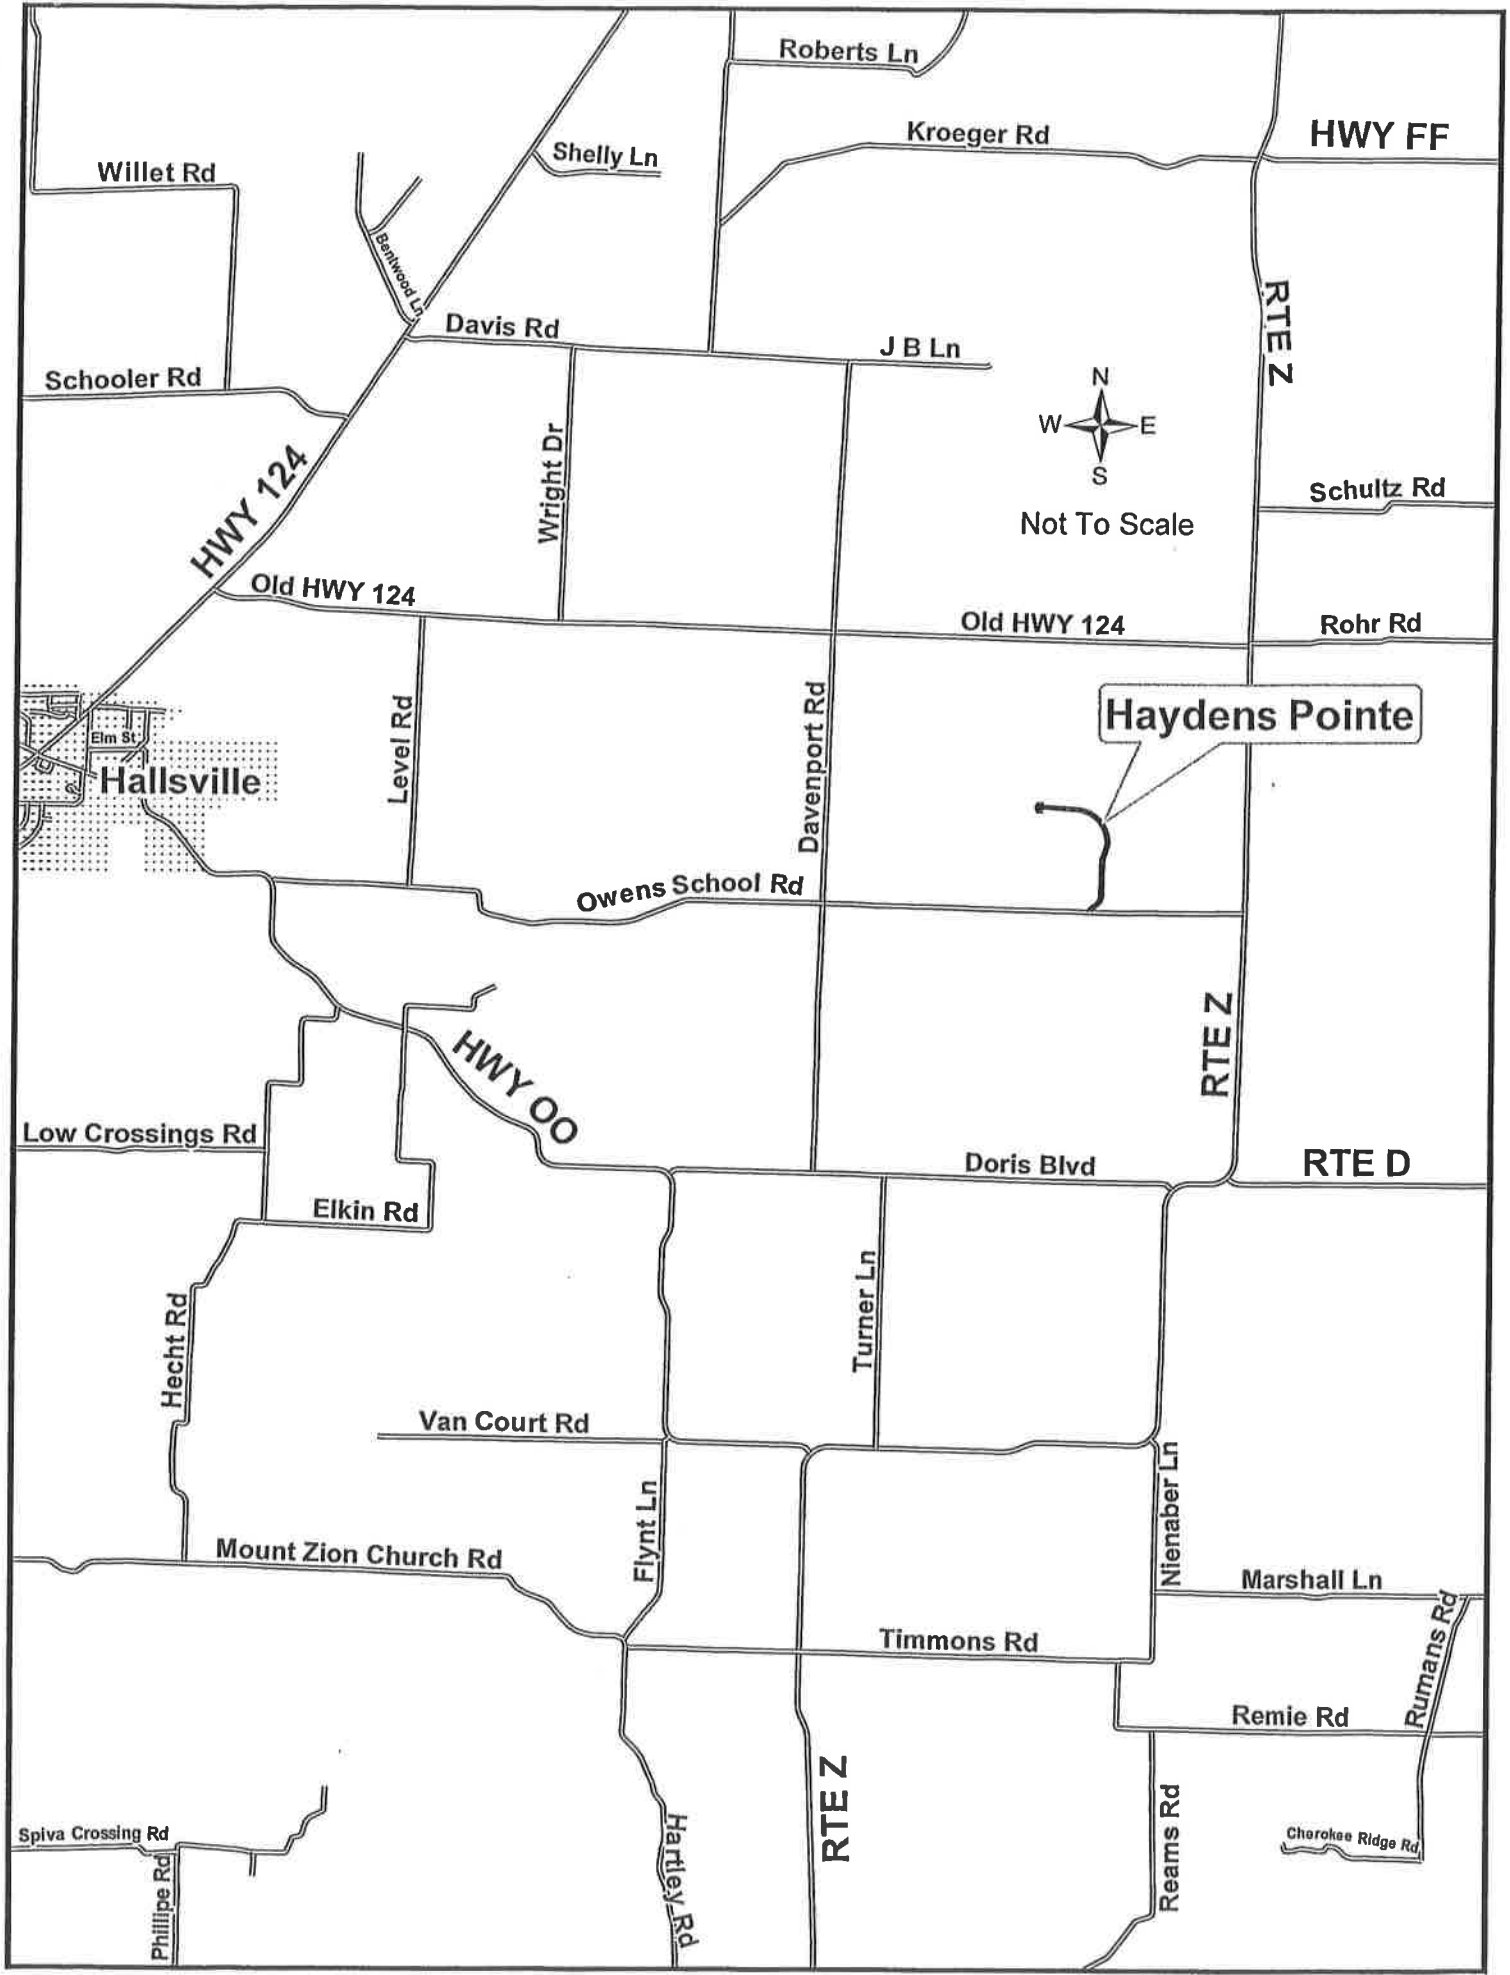 Roberts Ln
Kroeger Rd
HWY FF
Shelly Ln
Willet Rd
Bentwood Ln
RTE Z
Davis Rd
J B Ln
Schooler Rd
N
W E
S
Not To Scale
Wright Dr
HWY 124
Schultz Rd
Old HWY 124
Old HWY 124
Rohr Rd
Haydens Pointe
Level Rd
Davenport Rd
Elm St
Hallsville
Owens School Rd
RTE Z
HWY OO
Low Crossings Rd
Doris Blvd
RTE D
Elkin Rd
Turner Ln
Hecht Rd
Van Court Rd
Flynt Ln
Nienaber Ln
Mount Zion Church Rd
Marshall Ln
Rumans Rd
Timmons Rd
Remie Rd
RTE Z
Hartley Rd
Reams Rd
Spiva Crossing Rd
Phillipe Rd
Cherokee Ridge Rd